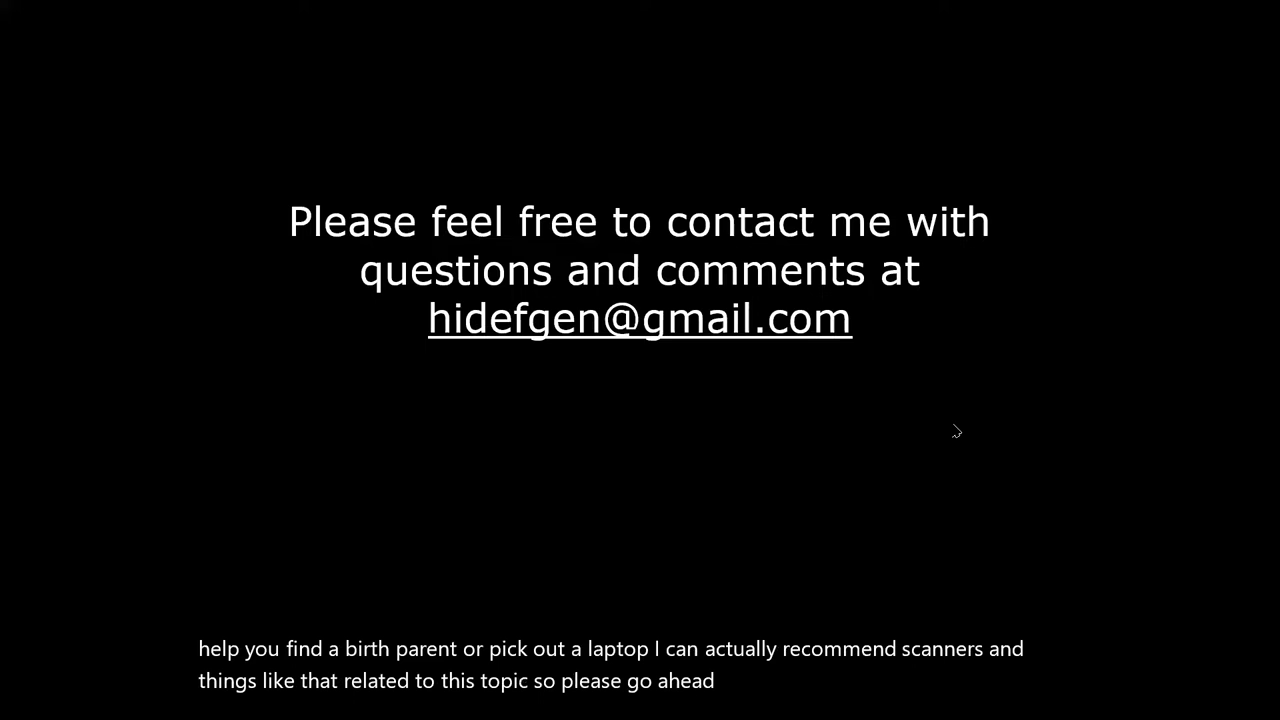 Please feel free to contact me with
questions and comments at
hidefgen@gmail.com
help you find a birth parent or pick out a laptop I can actually recommend scanners and
things like that related to this topic so please go ahead